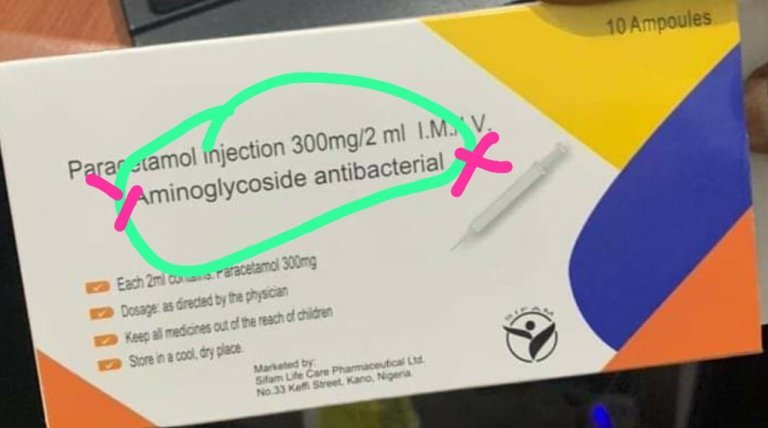 10 Ampoules
Paracetamol injection 300mg/2 ml I.M./I.V.
Aminoglycoside antibacterial
Each 2ml contains: Paracetamol 300mg
Dosage: as directed by the physician
Keep all medicines out of the reach of children
Store in a cool, dry place.
SIFAM
Marketed by:
Sifam Life Care Pharmaceutical Ltd.
No.33 Keffi Street, Kano, Nigeria.